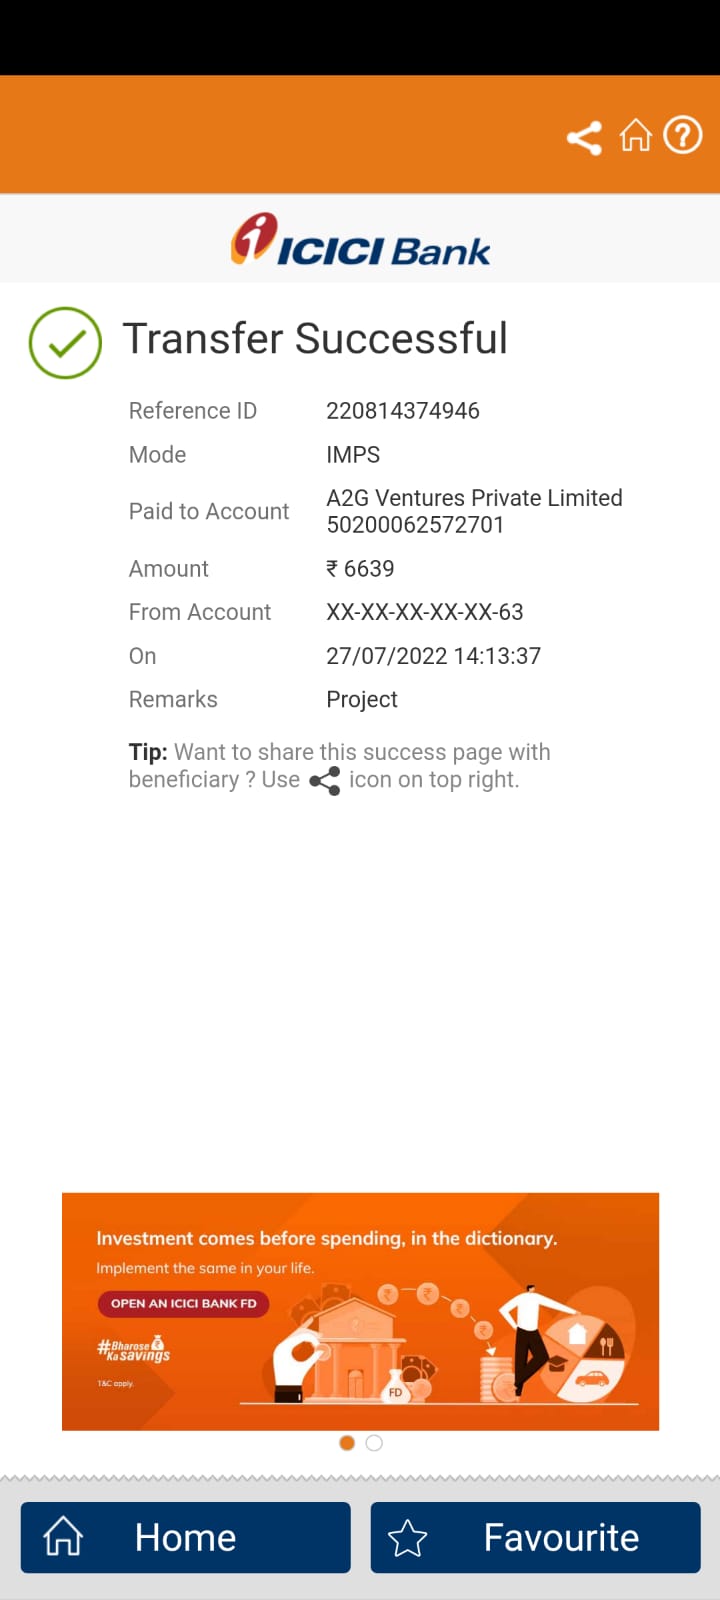 ICICI Bank
Transfer Successful
Reference ID 220814374946
Mode IMPS
Paid to Account A2G Ventures Private Limited
50200062572701
Amount ₹ 6639
From Account XX-XX-XX-XX-XX-63
On 27/07/2022 14:13:37
Remarks Project
Tip: Want to share this success page with
beneficiary ? Use icon on top right.
Investment comes before spending, in the dictionary.
Implement the same in your life.
OPEN AN ICICI BANK FD
#Bharose
Ka savings
T&C apply.
FD
Home
Favourite